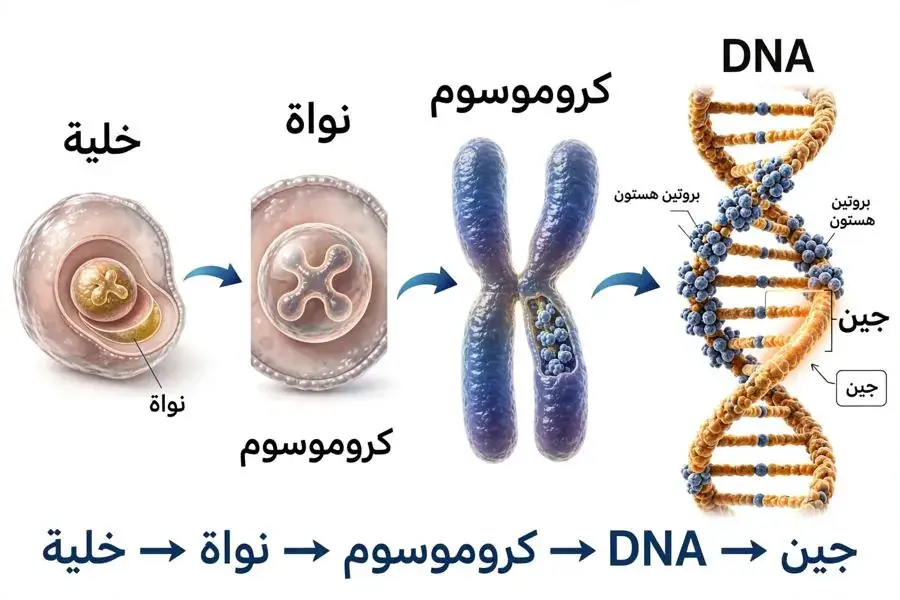 خلية
نواة
كروموسوم
DNA
نواة
كروموسوم
بروتين هستون
بروتين
هستون
جين
جين
خلية → نواة → كروموسوم → DNA → جين